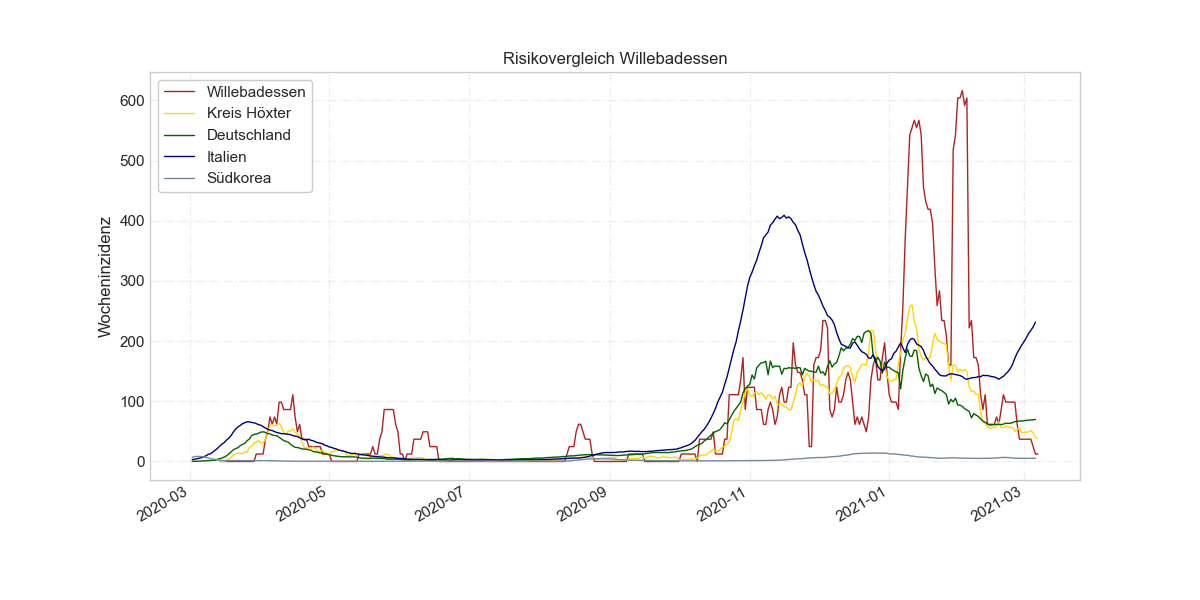 Risikovergleich Willebadessen
Willebadessen
Kreis Höxter
Deutschland
Italien
Südkorea
Wocheninzidenz
600
500
400
300
200
100
0
2020-03
2020-05
2020-07
2020-09
2020-11
2021-01
2021-03